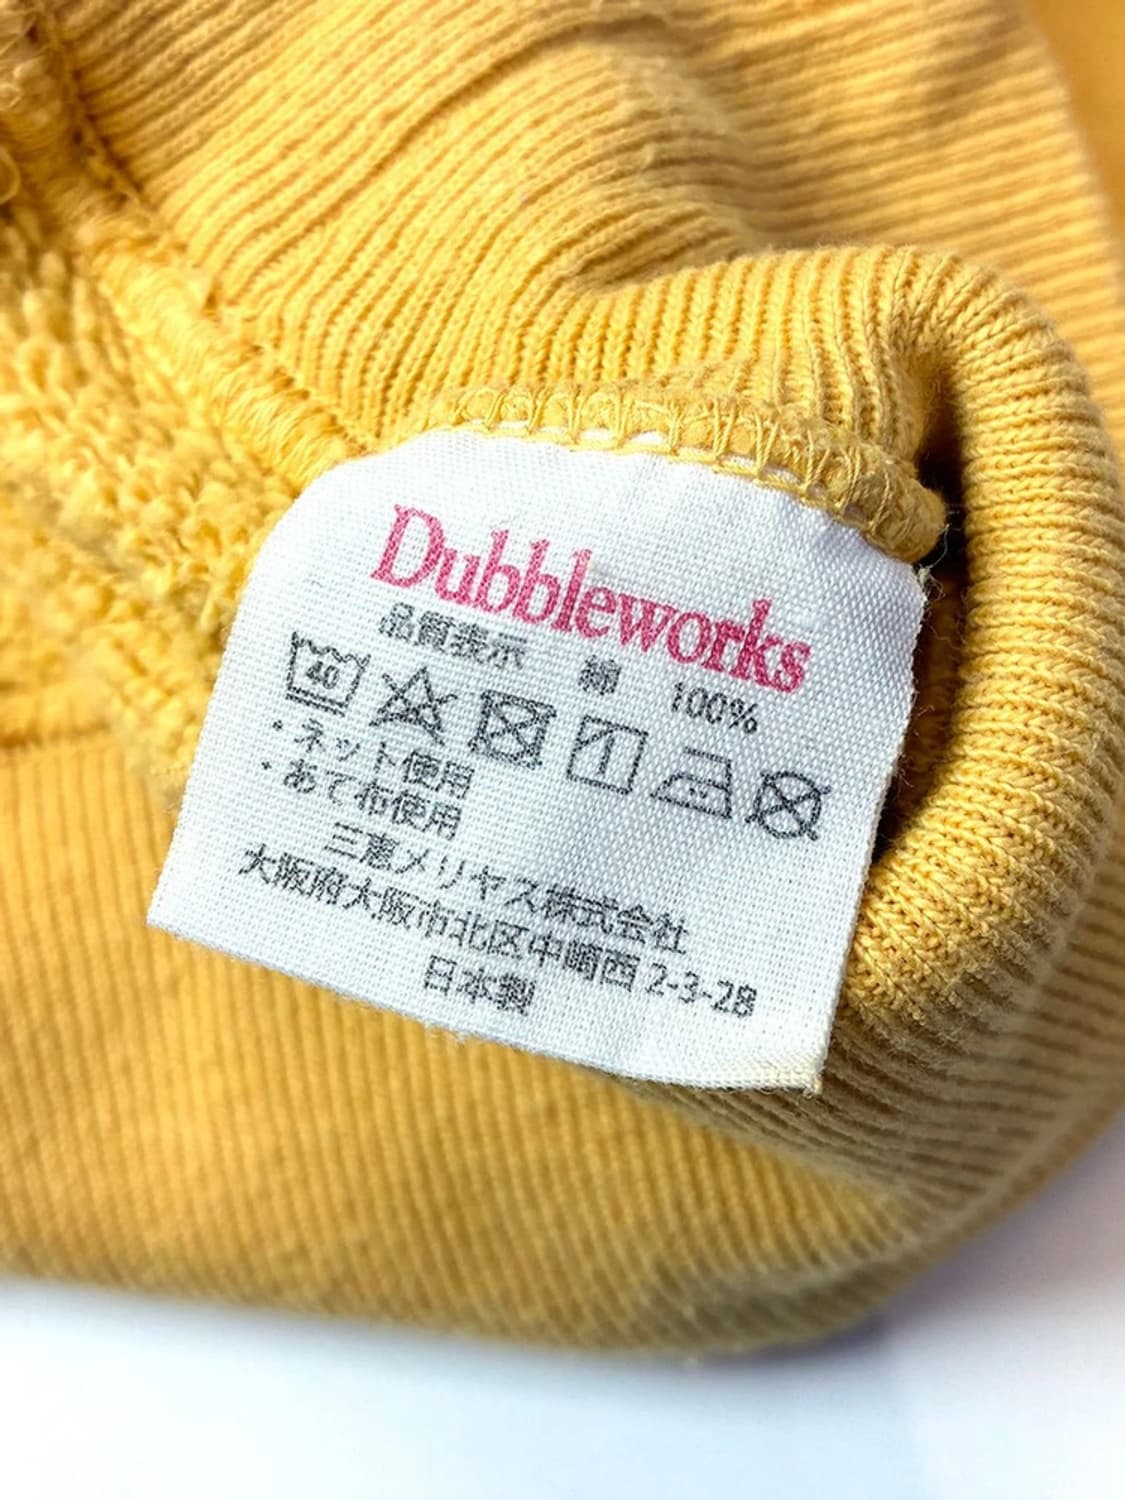 Dubbleworks
品質表示 綿 100%
40
・ネット使用
・あて布使用
三恵メリヤス株式会社
大阪府大阪市北区中崎西 2-3-28
日本製